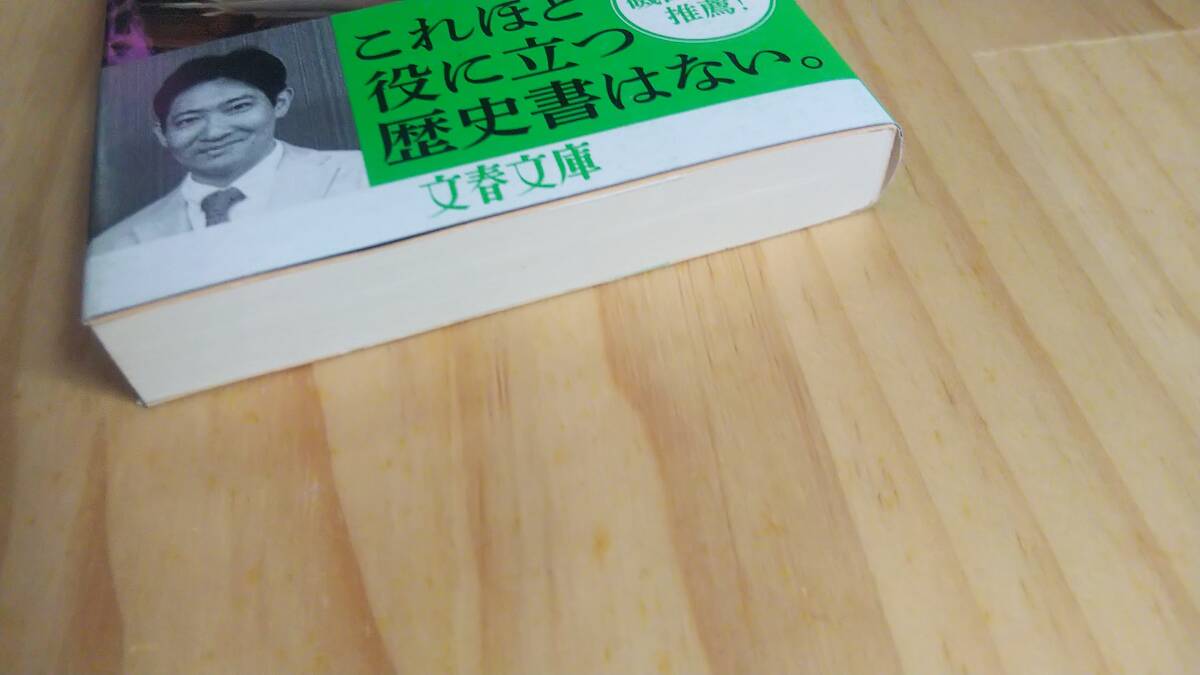 推薦!
これほど
役に立つ
歴史書はない。
文春文庫